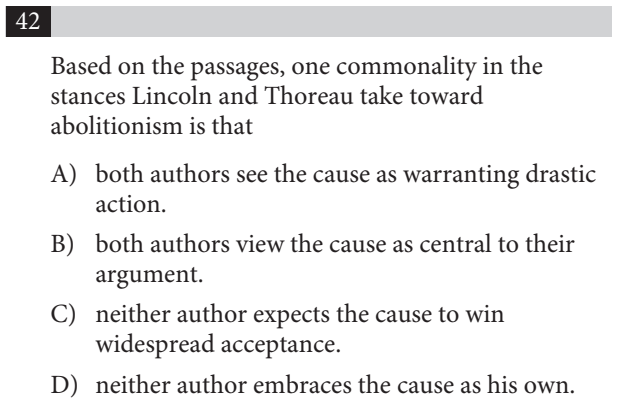 42
Based on the passages, one commonality in the
stances Lincoln and Thoreau take toward
abolitionism is that
A) both authors see the cause as warranting drastic
action.
B) both authors view the cause as central to their
argument.
C) neither author expects the cause to win
widespread acceptance.
D) neither author embraces the cause as his own.